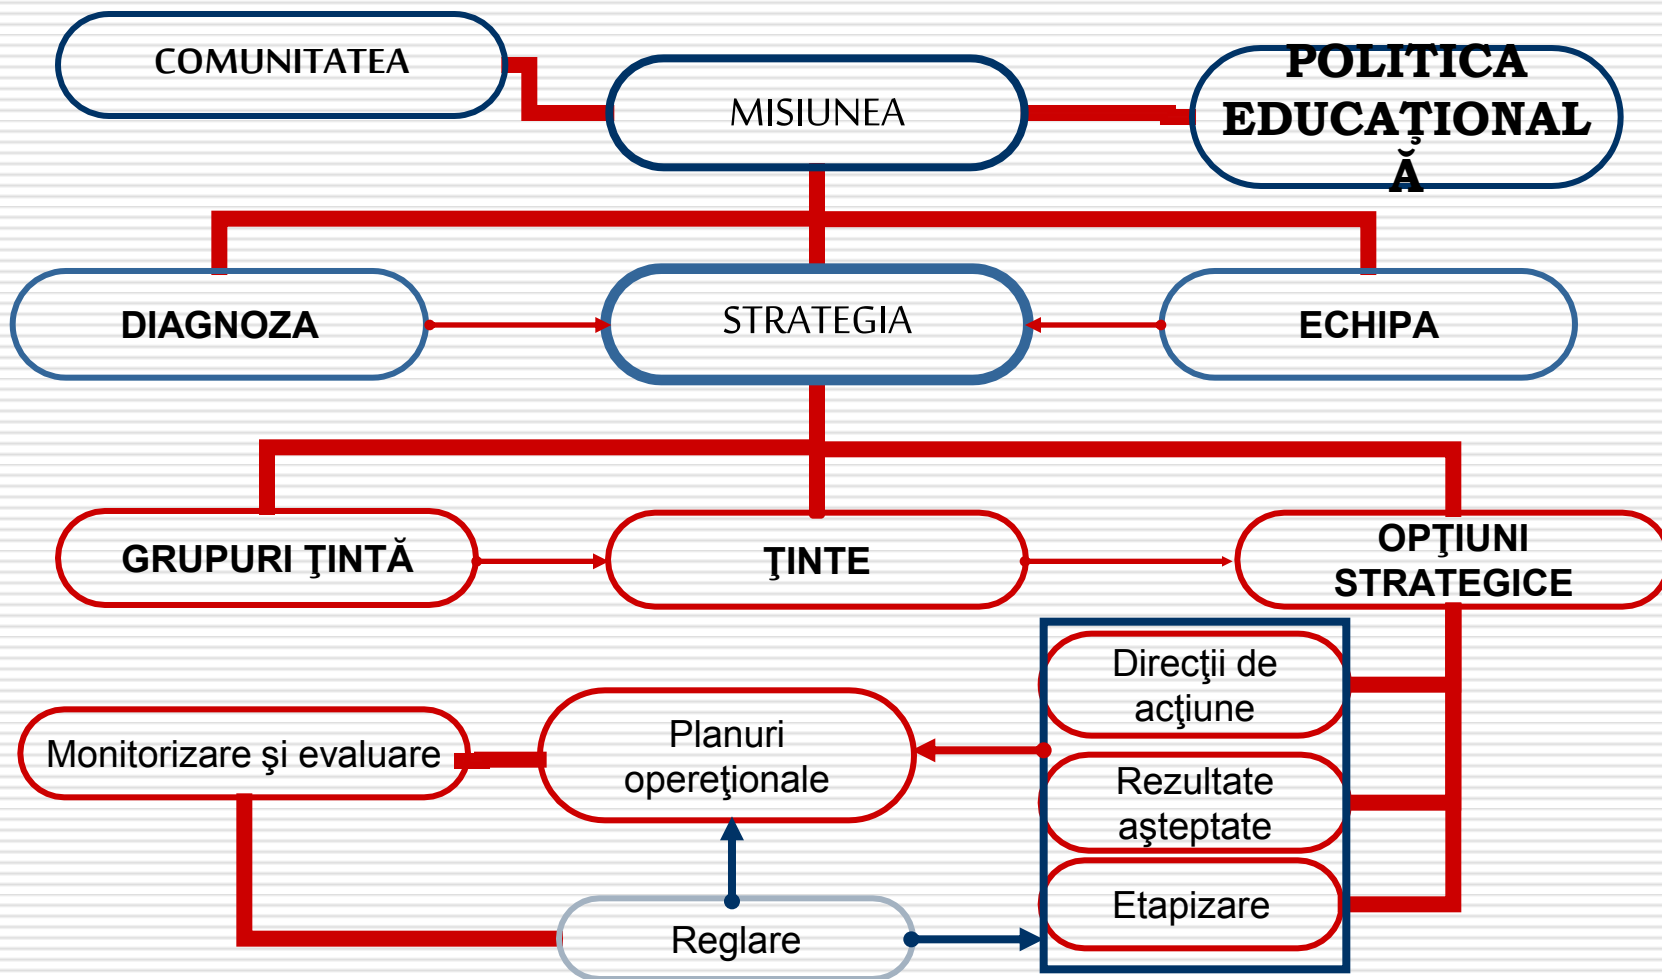 COMUNITATEA
MISIUNEA
POLITICA
EDUCAŢIONAL
Ă
DIAGNOZA
STRATEGIA
ECHIPA
GRUPURI ŢINTĂ
ŢINTE
OPŢIUNI
STRATEGICE
Direcţii de
acţiune
Monitorizare şi evaluare
Planuri
opereţionale
Rezultate
aşteptate
Etapizare
Reglare